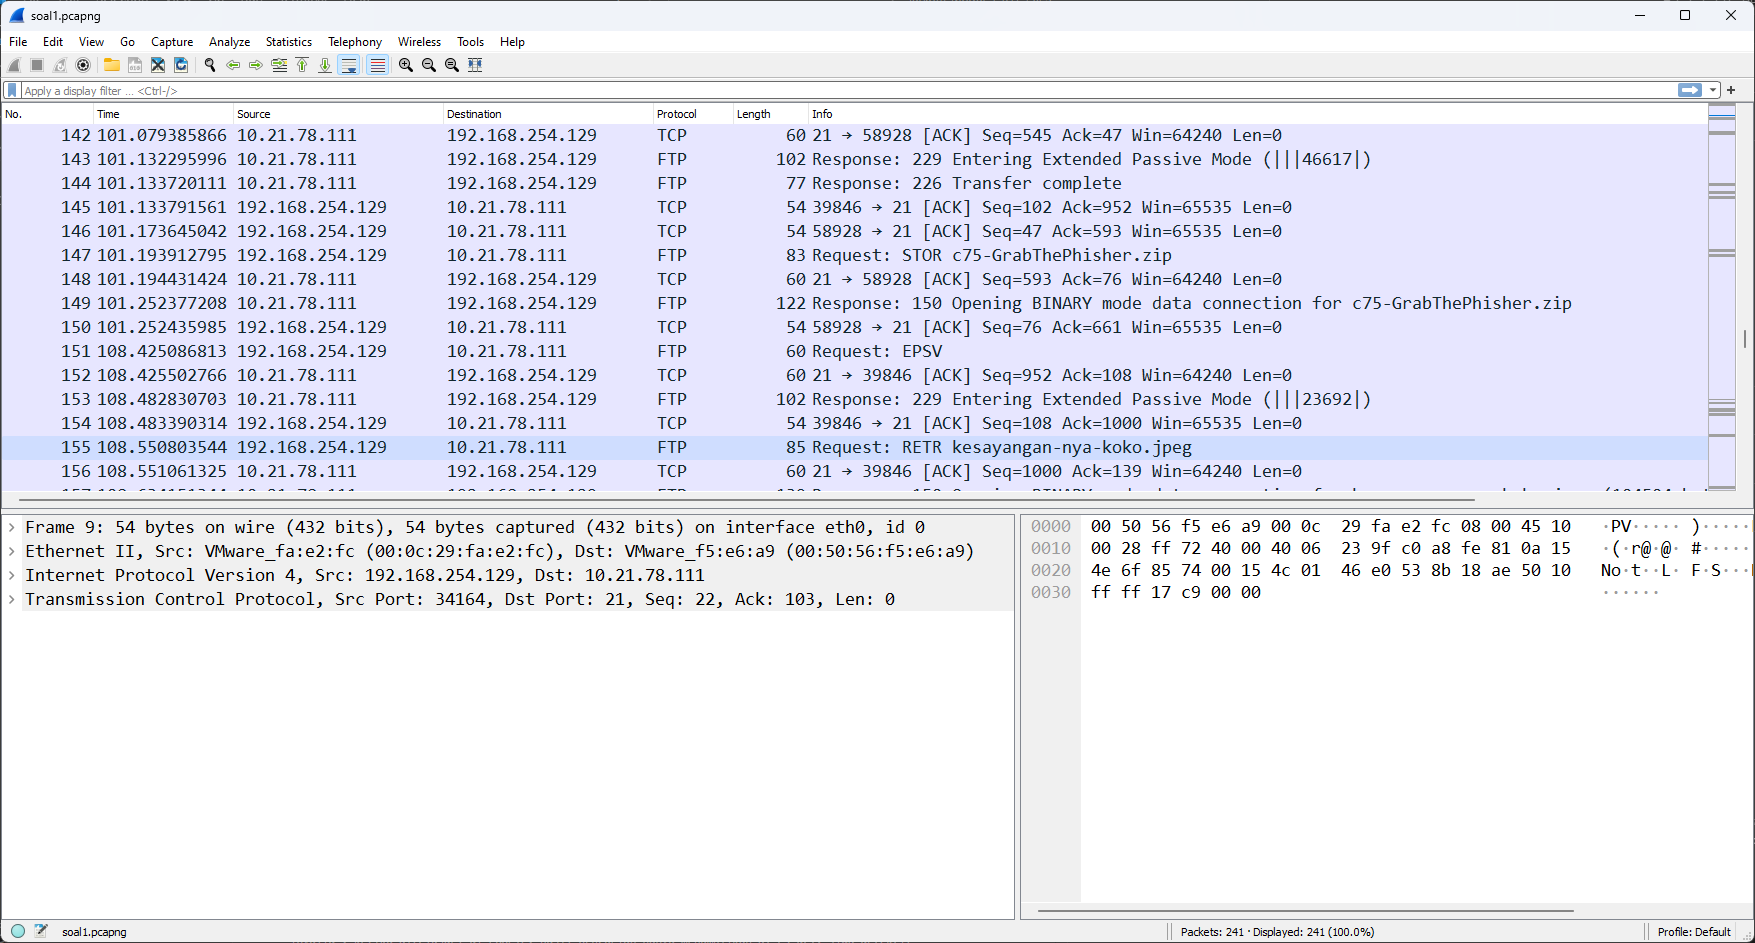 soal1.pcapng
File Edit View Go Capture Analyze Statistics Telephony Wireless Tools Help
Apply a display filter ... <Ctrl-/>
No. Time Source Destination Protocol Length Info
142 101.079385866 10.21.78.111 192.168.254.129 TCP 60 21 → 58928 [ACK] Seq=545 Ack=47 Win=64240 Len=0
143 101.132295996 10.21.78.111 192.168.254.129 FTP 102 Response: 229 Entering Extended Passive Mode (|||46617|)
144 101.133720111 10.21.78.111 192.168.254.129 FTP 77 Response: 226 Transfer complete
145 101.133791561 192.168.254.129 10.21.78.111 TCP 54 39846 → 21 [ACK] Seq=102 Ack=952 Win=65535 Len=0
146 101.173645042 192.168.254.129 10.21.78.111 TCP 54 58928 → 21 [ACK] Seq=47 Ack=593 Win=65535 Len=0
147 101.193912795 192.168.254.129 10.21.78.111 FTP 83 Request: STOR c75-GrabThePhisher.zip
148 101.194431424 10.21.78.111 192.168.254.129 TCP 60 21 → 58928 [ACK] Seq=593 Ack=76 Win=64240 Len=0
149 101.252377208 10.21.78.111 192.168.254.129 FTP 122 Response: 150 Opening BINARY mode data connection for c75-GrabThePhisher.zip
150 101.252435985 192.168.254.129 10.21.78.111 TCP 54 58928 → 21 [ACK] Seq=76 Ack=661 Win=65535 Len=0
151 108.425086813 192.168.254.129 10.21.78.111 FTP 60 Request: EPSV
152 108.425502766 10.21.78.111 192.168.254.129 TCP 60 21 → 39846 [ACK] Seq=952 Ack=108 Win=64240 Len=0
153 108.482830703 10.21.78.111 192.168.254.129 FTP 102 Response: 229 Entering Extended Passive Mode (|||23692|)
154 108.483390314 192.168.254.129 10.21.78.111 TCP 54 39846 → 21 [ACK] Seq=108 Ack=1000 Win=65535 Len=0
155 108.550803544 192.168.254.129 10.21.78.111 FTP 85 Request: RETR kesayangan-nya-koko.jpeg
156 108.551061325 10.21.78.111 192.168.254.129 TCP 60 21 → 39846 [ACK] Seq=1000 Ack=139 Win=64240 Len=0
Frame 9: 54 bytes on wire (432 bits), 54 bytes captured (432 bits) on interface eth0, id 0
Ethernet II, Src: VMware_fa:e2:fc (00:0c:29:fa:e2:fc), Dst: VMware_f5:e6:a9 (00:50:56:f5:e6:a9)
Internet Protocol Version 4, Src: 192.168.254.129, Dst: 10.21.78.111
Transmission Control Protocol, Src Port: 34164, Dst Port: 21, Seq: 22, Ack: 103, Len: 0
0000 00 50 56 f5 e6 a9 00 0c 29 fa e2 fc 08 00 45 10 ·PV····· )·····
0010 00 28 ff 72 40 00 40 06 23 9f c0 a8 fe 81 0a 15 ·(·r@·@· #·····
0020 4e 6f 85 74 00 15 4c 01 46 e0 53 8b 18 ae 50 10 No·t··L· F·S···
0030 ff ff 17 c9 00 00 ······
soal1.pcapng
Packets: 241 · Displayed: 241 (100.0%)
Profile: Default